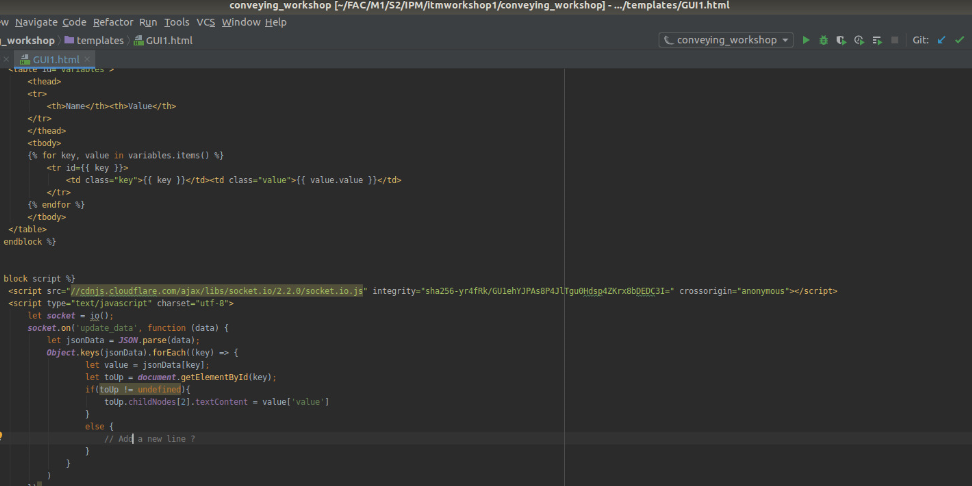 conveying_workshop [~/FAC/M1/S2/IPM/itmworkshop1/conveying_workshop] - .../templates/GUI1.html
ew Navigate Code Refactor Run Tools VCS Window Help
g_workshop templates GUI1.html conveying_workshop Git:
GUI1.html
<table id="variables">
<thead>
<tr>
<th>Name</th><th>Value</th>
</tr>
</thead>
<tbody>
{% for key, value in variables.items() %}
<tr id={{ key }}>
<td class="key">{{ key }}</td><td class="value">{{ value.value }}</td>
</tr>
{% endfor %}
</tbody>
</table>
endblock %}
block script %}
<script src="//cdnjs.cloudflare.com/ajax/libs/socket.io/2.2.0/socket.io.js" integrity="sha256-yr4fRk/GU1ehYJPAs8P4JlTgu0Hdsp4ZKrx8bDEDC3I=" crossorigin="anonymous"></script>
<script type="text/javascript" charset="utf-8">
let socket = io();
socket.on('update_data', function (data) {
let jsonData = JSON.parse(data);
Object.keys(jsonData).forEach((key) => {
let value = jsonData[key];
let toUp = document.getElementById(key);
if(toUp != undefined){
toUp.childNodes[2].textContent = value['value']
}
else {
// Add a new line ?
}
}
)